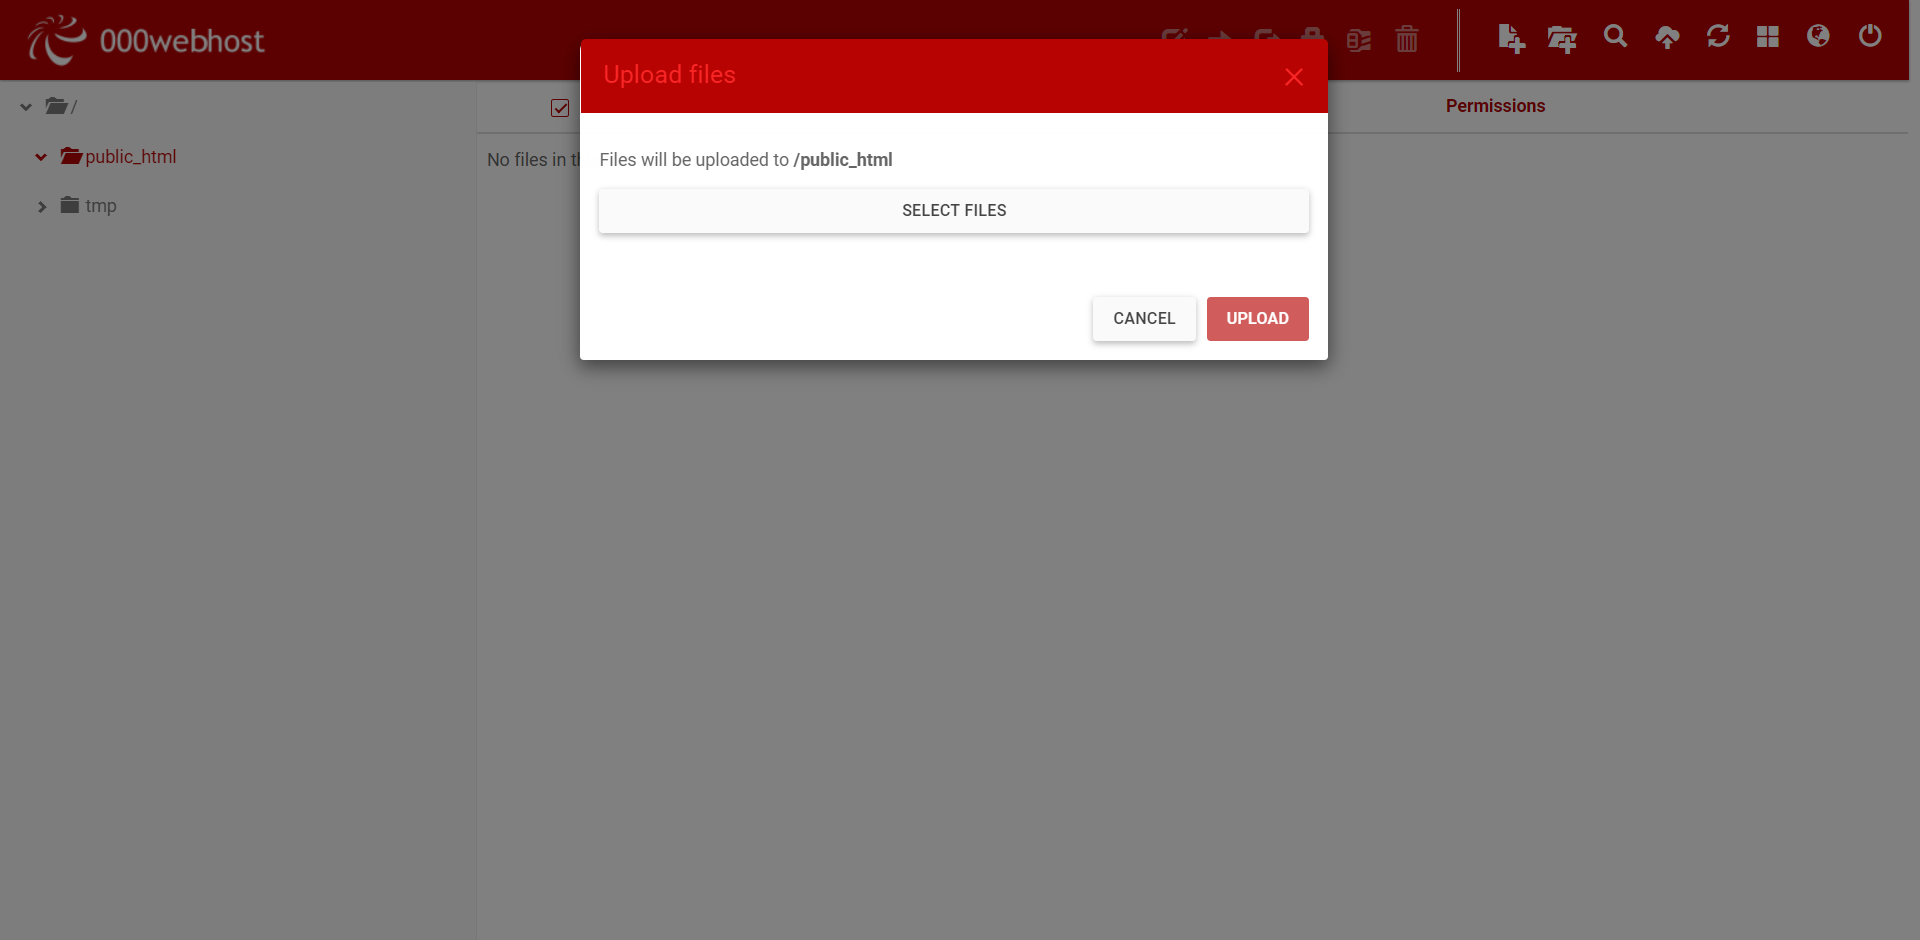 000webhost
Upload files
/
Permissions
public_html
No files in
Files will be uploaded to /public_html
tmp
SELECT FILES
CANCEL
UPLOAD